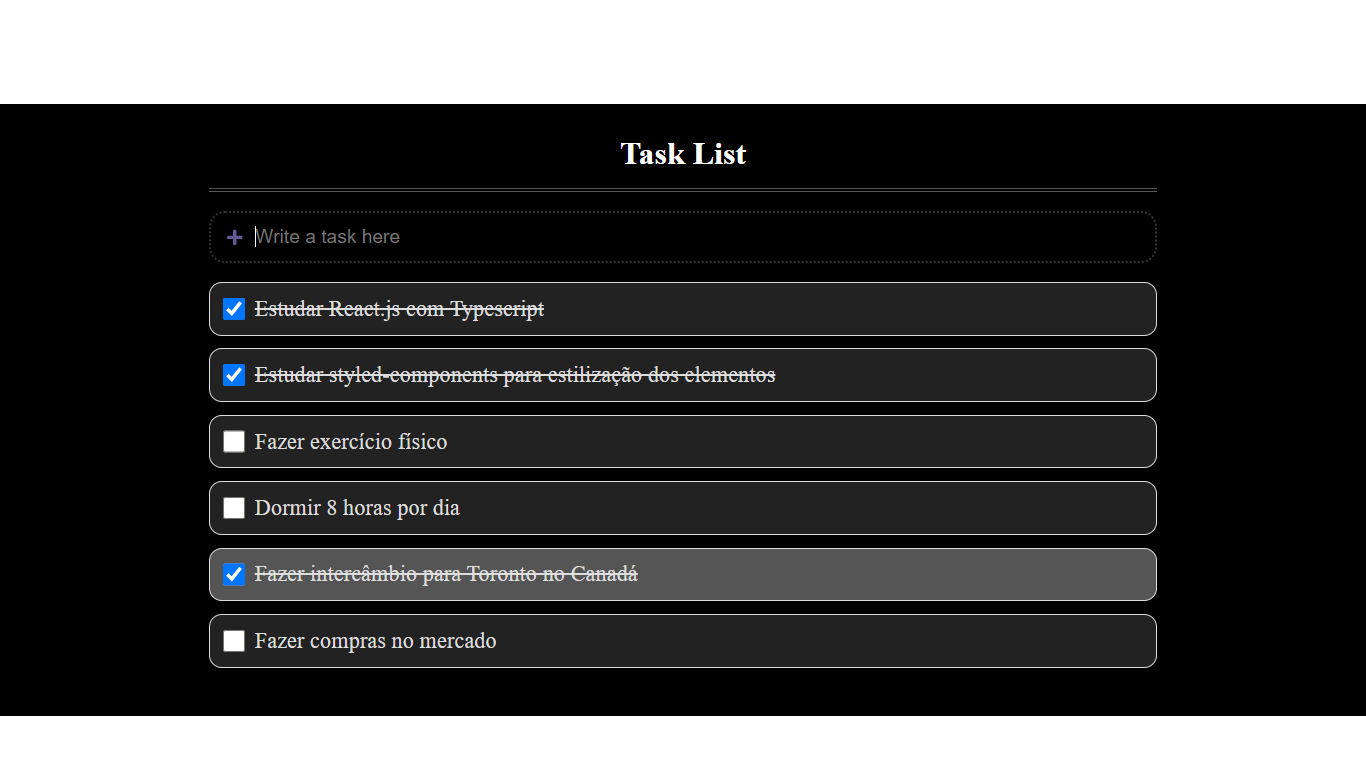 Task List
Write a task here
Estudar React.js com Typescript
Estudar styled-components para estilização dos elementos
Fazer exercício físico
Dormir 8 horas por dia
Fazer intercâmbio para Toronto no Canadá
Fazer compras no mercado